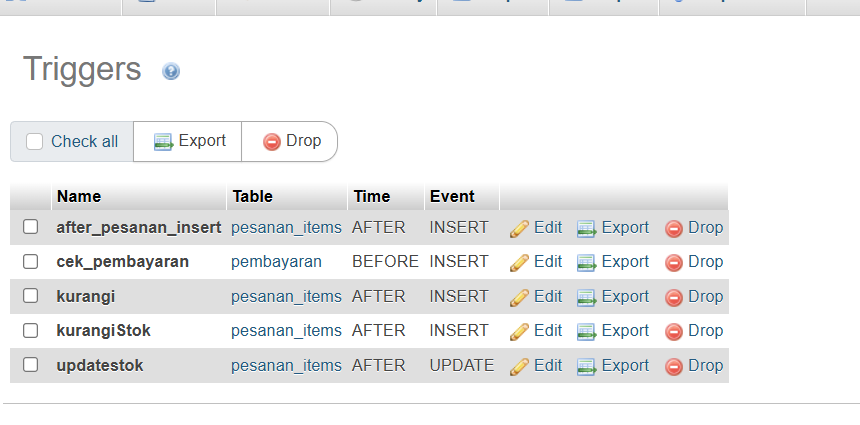 Triggers
Check all Export Drop
Name Table Time Event
after_pesanan_insert pesanan_items AFTER INSERT Edit Export Drop
cek_pembayaran pembayaran BEFORE INSERT Edit Export Drop
kurangi pesanan_items AFTER INSERT Edit Export Drop
kurangiStok pesanan_items AFTER INSERT Edit Export Drop
updatestok pesanan_items AFTER UPDATE Edit Export Drop